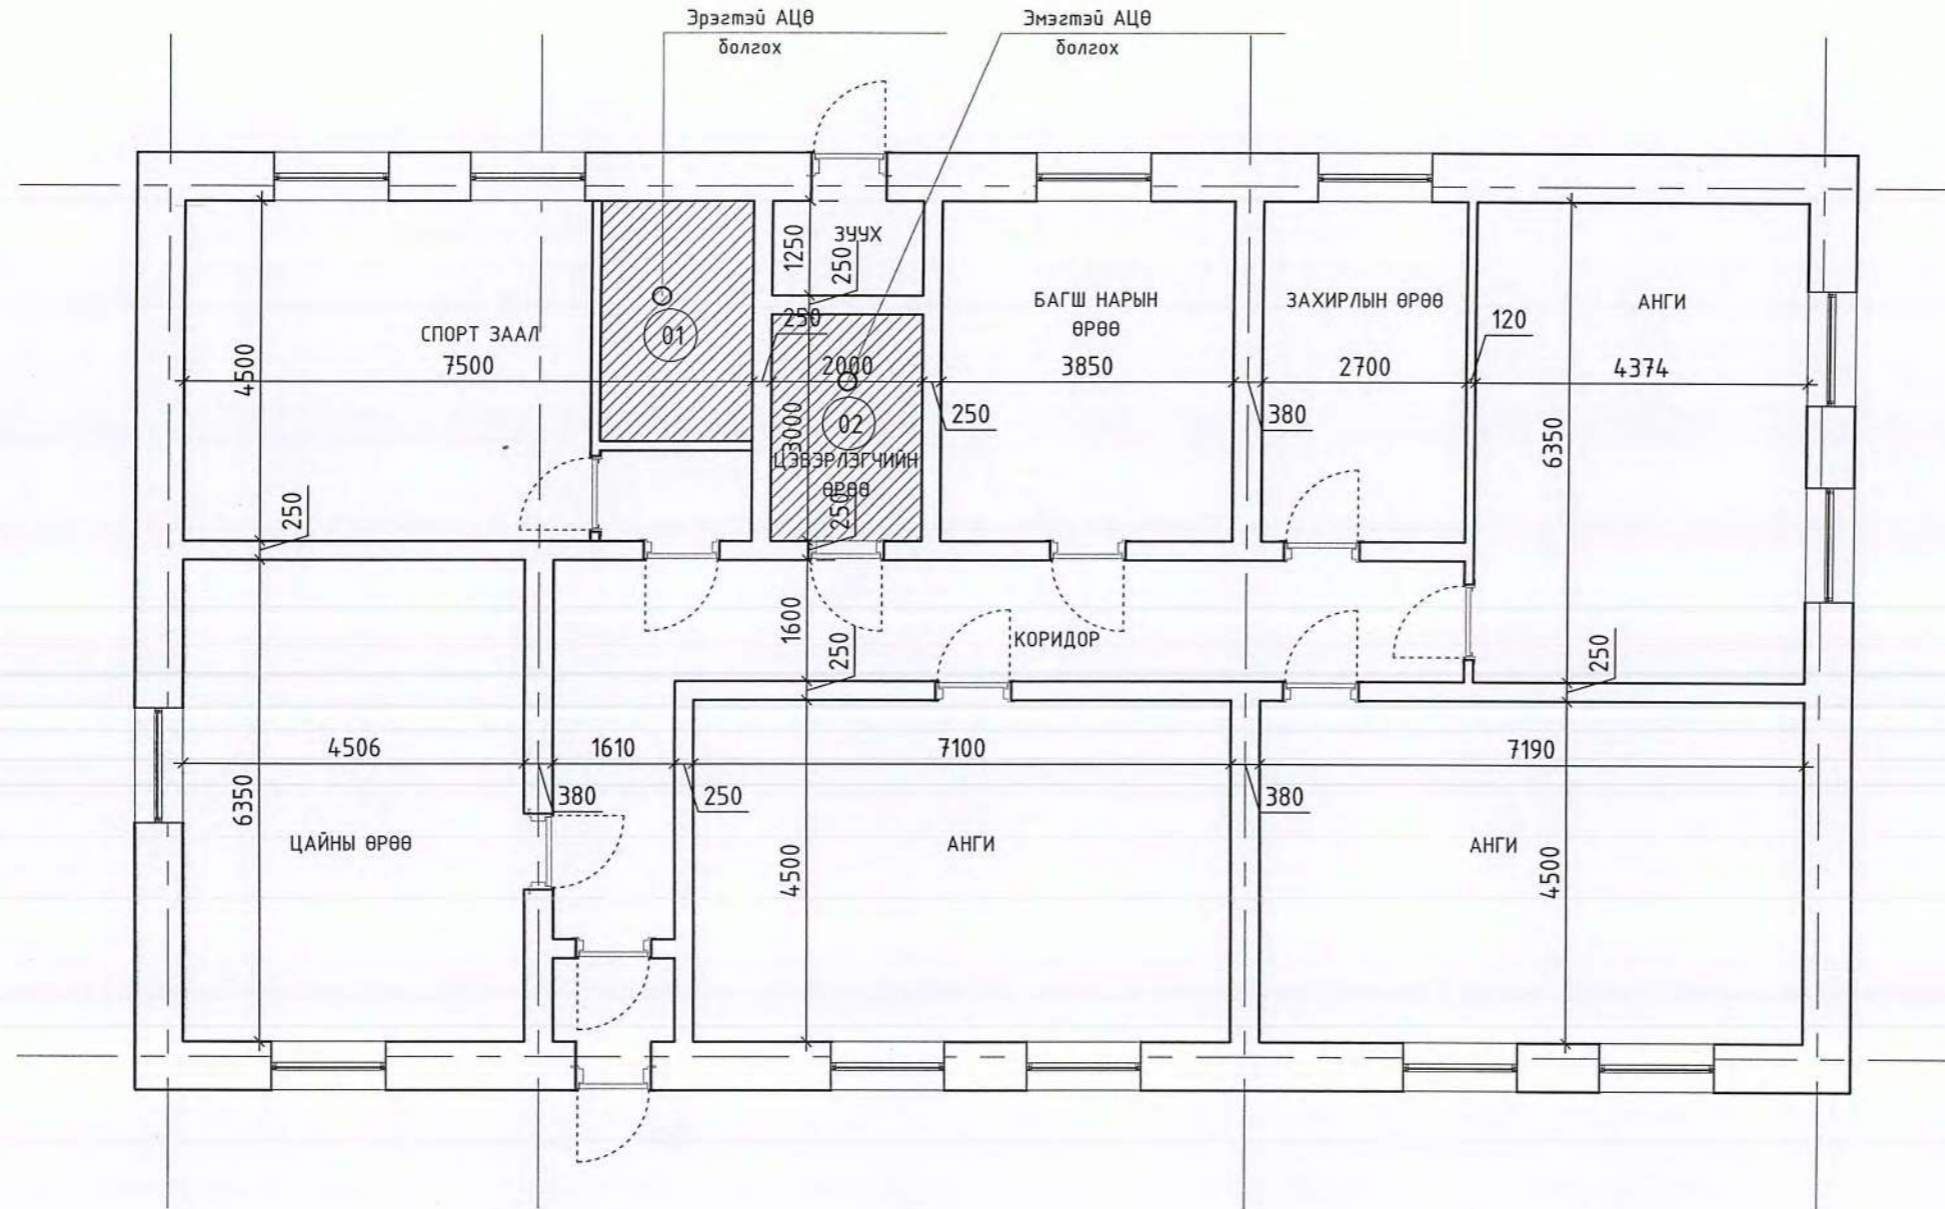 Эрэгтэй АЦӨ
болгох
Эмэгтэй АЦӨ
болгох
ЗУУХ
1250
250
250
СПОРТ ЗААЛ
7500
4500
250
01
2000
02
3000
ЦЭВЭРЛЭГЧИЙН
ӨРӨӨ
250
БАГШ НАРЫН
ӨРӨӨ
3850
250
ЗАХИРЛЫН ӨРӨӨ
2700
380
120
АНГИ
4374
6350
250
1600
250
КОРИДОР
4506
6350
ЦАЙНЫ ӨРӨӨ
380
1610
250
7100
АНГИ
4500
380
7190
АНГИ
4500